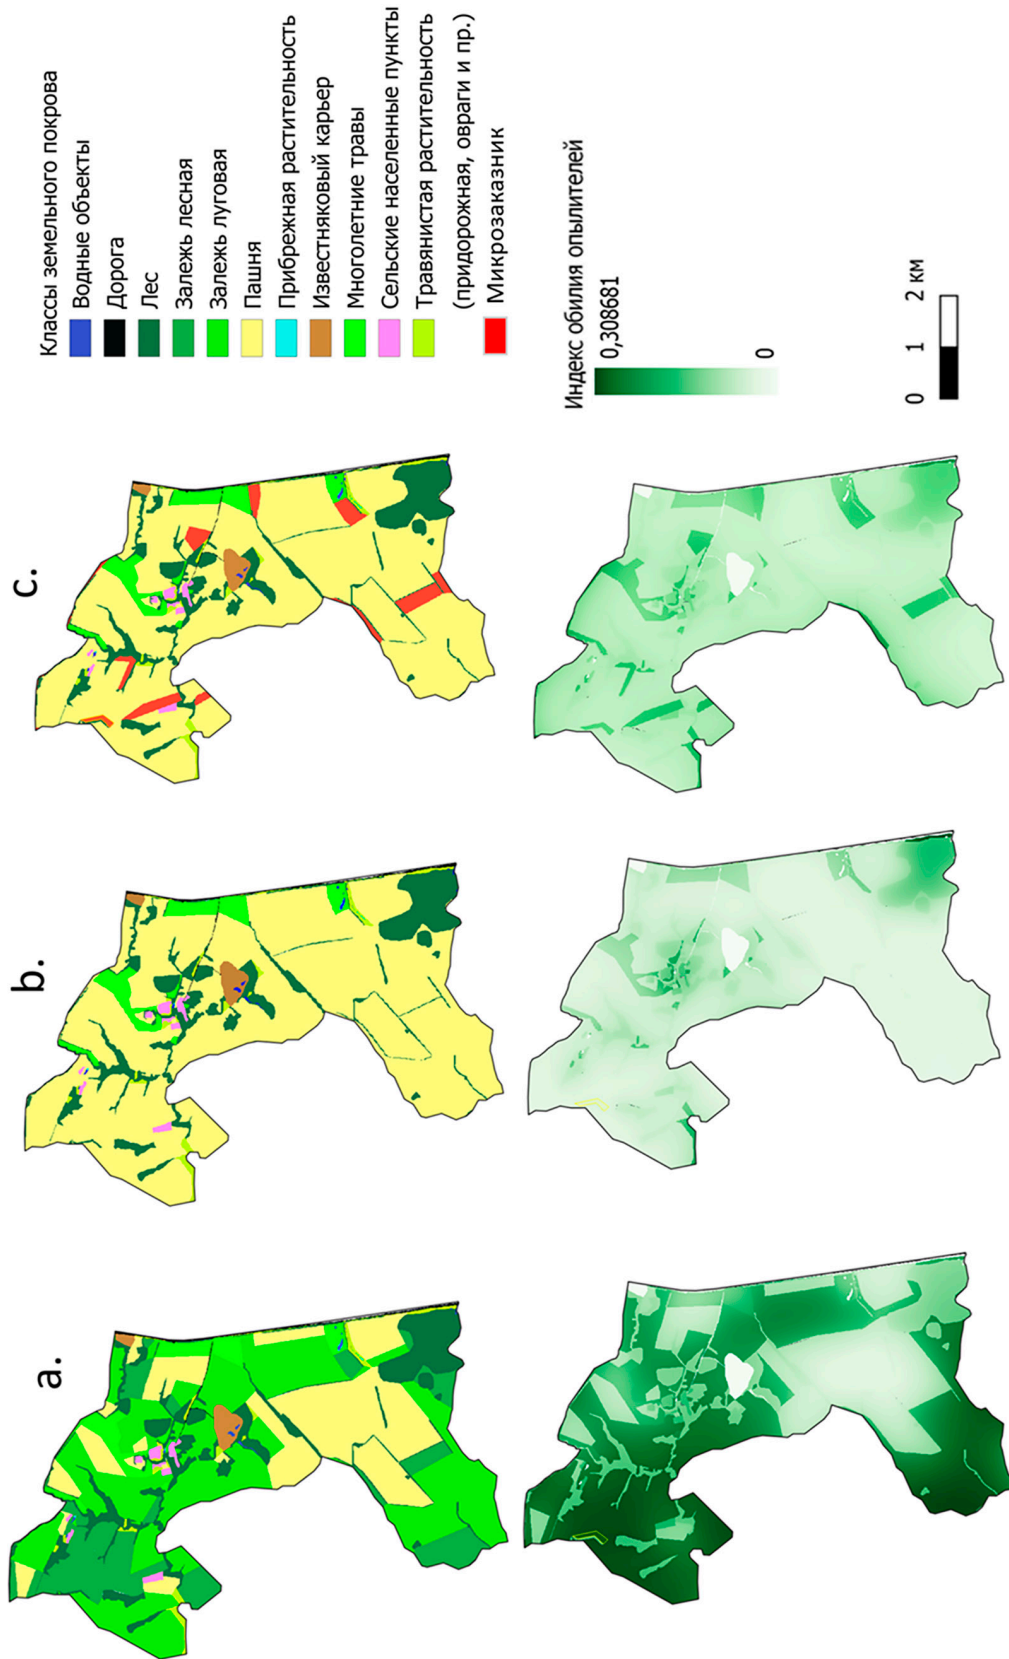 a.
b.
c.
Классы земельного покрова
Водные объекты
Дорога
Лес
Залежь лесная
Залежь луговая
Пашня
Прибрежная растительность
Известняковый карьер
Многолетние травы
Сельские населенные пункты
Травянистая растительность
(придорожная, овраги и пр.)
Микрозаказник
Индекс обилия опылителей
0,308681
0
0 1 2 км